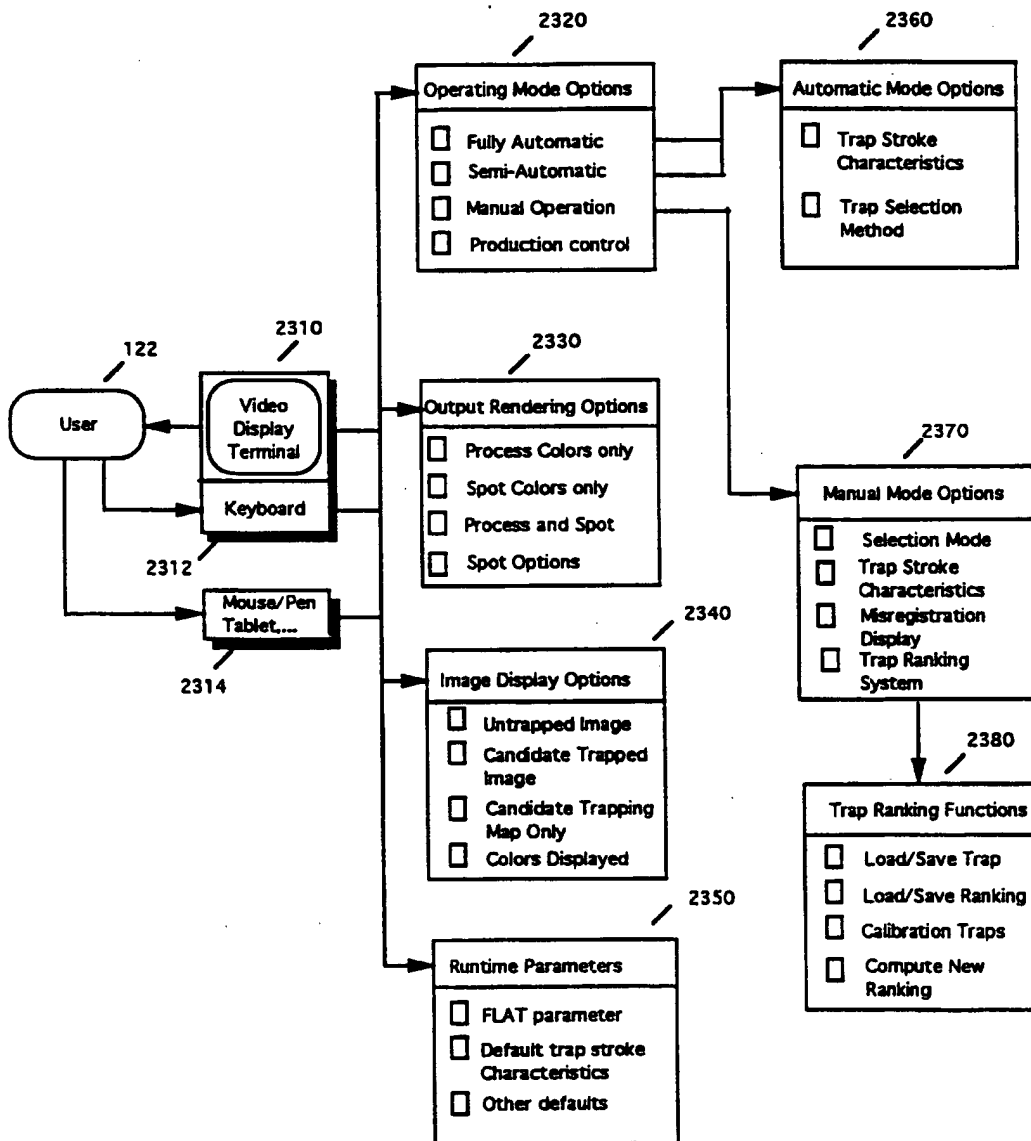 2320
Operating Mode Options
Fully Automatic
Semi-Automatic
Manual Operation
Production control
2360
Automatic Mode Options
Trap Stroke
Characteristics
Trap Selection
Method
122
User
2310
Video
Display
Terminal
Keyboard
2312
Mouse/Pen
Tablet,...
2314
2330
Output Rendering Options
Process Colors only
Spot Colors only
Process and Spot
Spot Options
2370
Manual Mode Options
Selection Mode
Trap Stroke
Characteristics
Misregistration
Display
Trap Ranking
System
2340
Image Display Options
Untrapped Image
Candidate Trapped
Image
Candidate Trapping
Map Only
Colors Displayed
2380
Trap Ranking Functions
Load/Save Trap
Load/Save Ranking
Calibration Traps
Compute New
Ranking
2350
Runtime Parameters
FLAT parameter
Default trap stroke
Characteristics
Other defaults